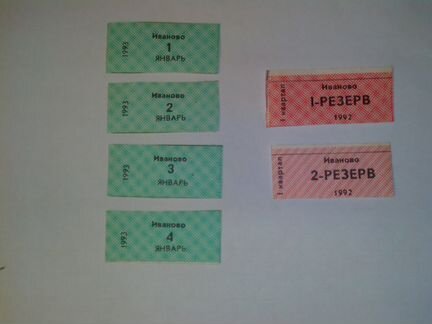 1993
Иваново
1
ЯНВАРЬ
1993
Иваново
2
ЯНВАРЬ
1993
Иваново
3
ЯНВАРЬ
1993
Иваново
4
ЯНВАРЬ
I квартал
Иваново
1-РЕЗЕРВ
1992
I квартал
Иваново
2-РЕЗЕРВ
1992